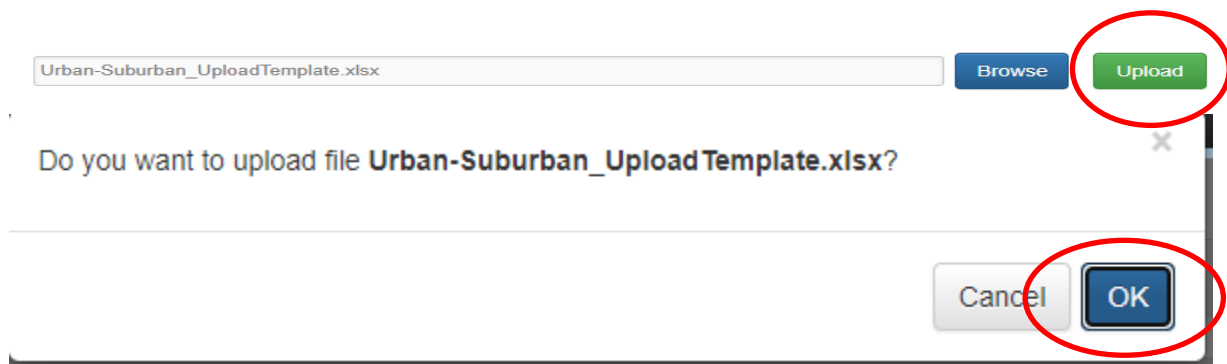 Urban-Suburban_UploadTemplate.xlsx Browse Upload
×
Do you want to upload file Urban-Suburban_UploadTemplate.xlsx?
Cancel OK